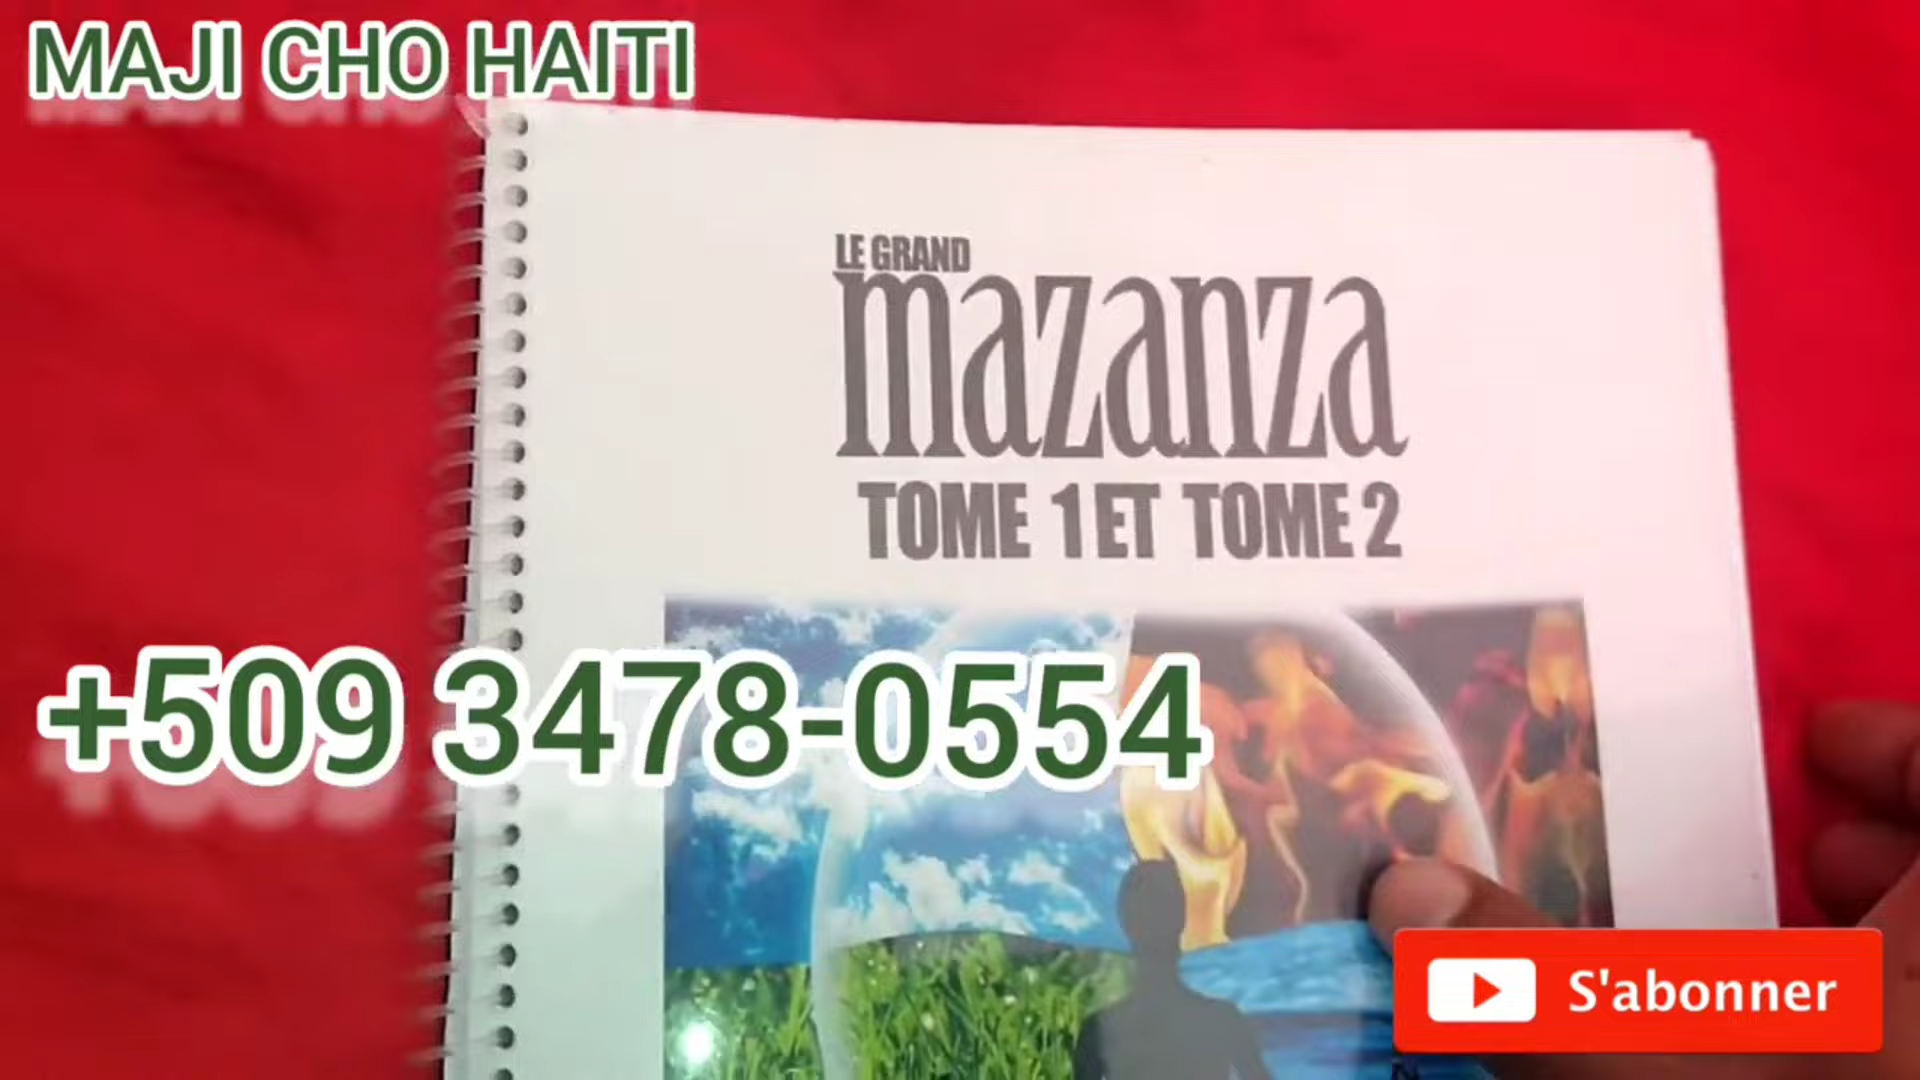 MAJI CHO HAITI
LE GRAND
mazanza
TOME 1 ET TOME 2
+509 3478-0554
S'abonner